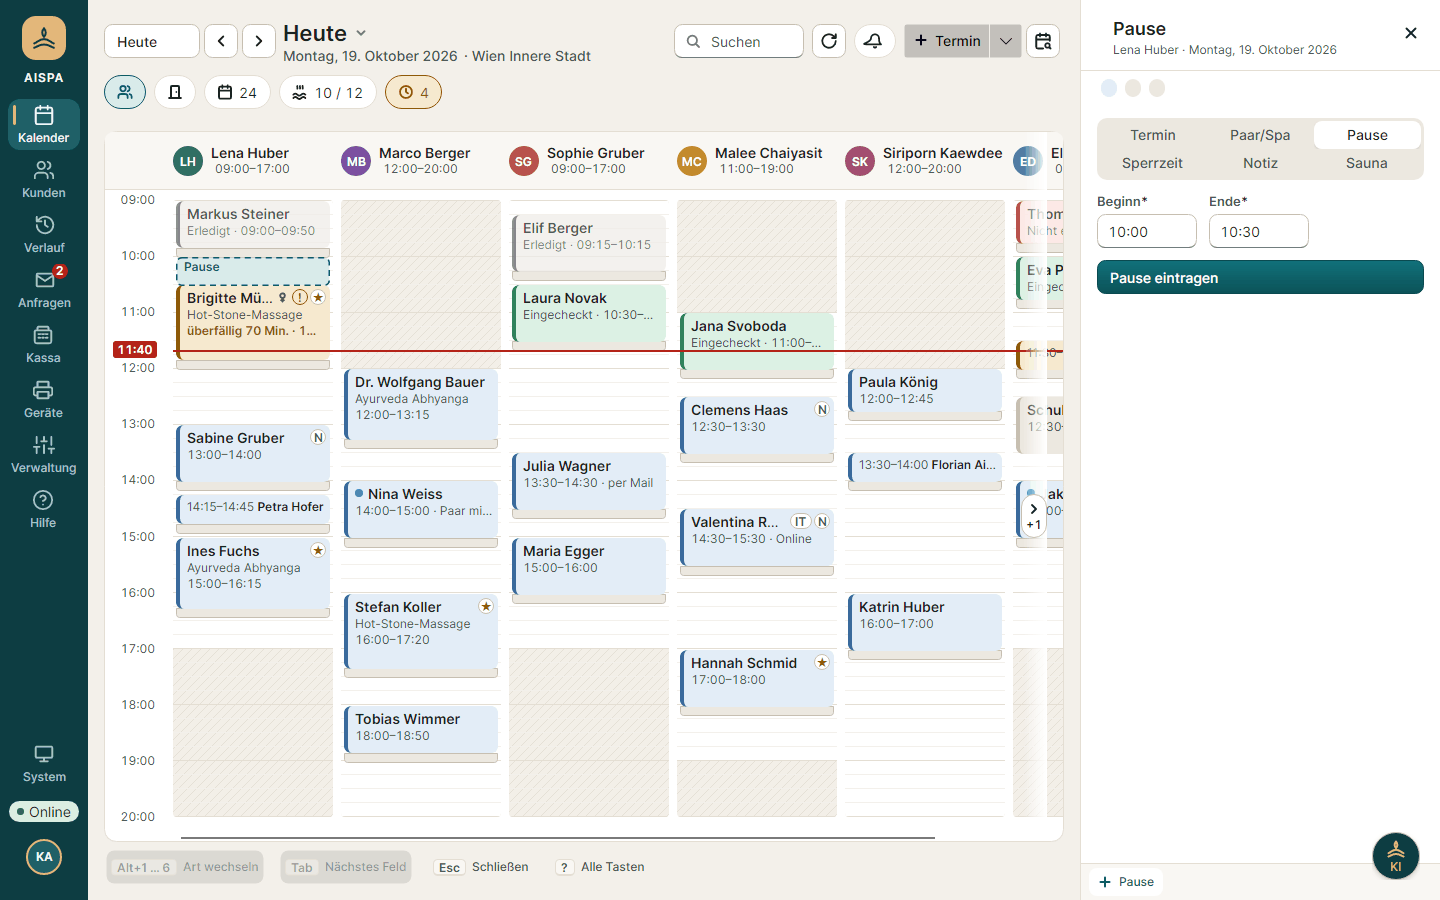 AISPA
Kalender
Kunden
Verlauf
2
Anfragen
Kassa
Geräte
Verwaltung
Hilfe
System
Online
KA
Heute
Heute
Montag, 19. Oktober 2026 · Wien Innere Stadt
Suchen
+ Termin
24
10 / 12
4
LH
Lena Huber
09:00–17:00
MB
Marco Berger
12:00–20:00
SG
Sophie Gruber
09:00–17:00
MC
Malee Chaiyasit
11:00–19:00
SK
Siriporn Kaewdee
12:00–20:00
ED
09:00
10:00
11:00
11:40
12:00
13:00
14:00
15:00
16:00
17:00
18:00
19:00
20:00
Markus Steiner
Erledigt · 09:00–09:50
Pause
Brigitte Mü... ! ★
Hot-Stone-Massage
überfällig 70 Min. · 1...
Sabine Gruber N
13:00–14:00
14:15–14:45 Petra Hofer
Ines Fuchs ★
Ayurveda Abhyanga
15:00–16:15
Dr. Wolfgang Bauer
Ayurveda Abhyanga
12:00–13:15
Nina Weiss
14:00–15:00 · Paar mi...
Stefan Koller ★
Hot-Stone-Massage
16:00–17:20
Tobias Wimmer
18:00–18:50
Elif Berger
Erledigt · 09:15–10:15
Laura Novak
Eingecheckt · 10:30–...
Julia Wagner
13:30–14:30 · per Mail
Maria Egger
15:00–16:00
Jana Svoboda
Eingecheckt · 11:00–...
Clemens Haas N
12:30–13:30
Valentina R... IT N
14:30–15:30 · Online
Hannah Schmid ★
17:00–18:00
Paula König
12:00–12:45
13:30–14:00 Florian Ai...
Katrin Huber
16:00–17:00
Thom
Nicht e
Eva P
Eingec
11:30–
Schul
12:30–
+1
Alt+1 ... 6 Art wechseln
Tab Nächstes Feld
Esc Schließen
? Alle Tasten
Pause
Lena Huber · Montag, 19. Oktober 2026
Termin
Paar/Spa
Pause
Sperrzeit
Notiz
Sauna
Beginn*
Ende*
10:00
10:30
Pause eintragen
+ Pause
KI